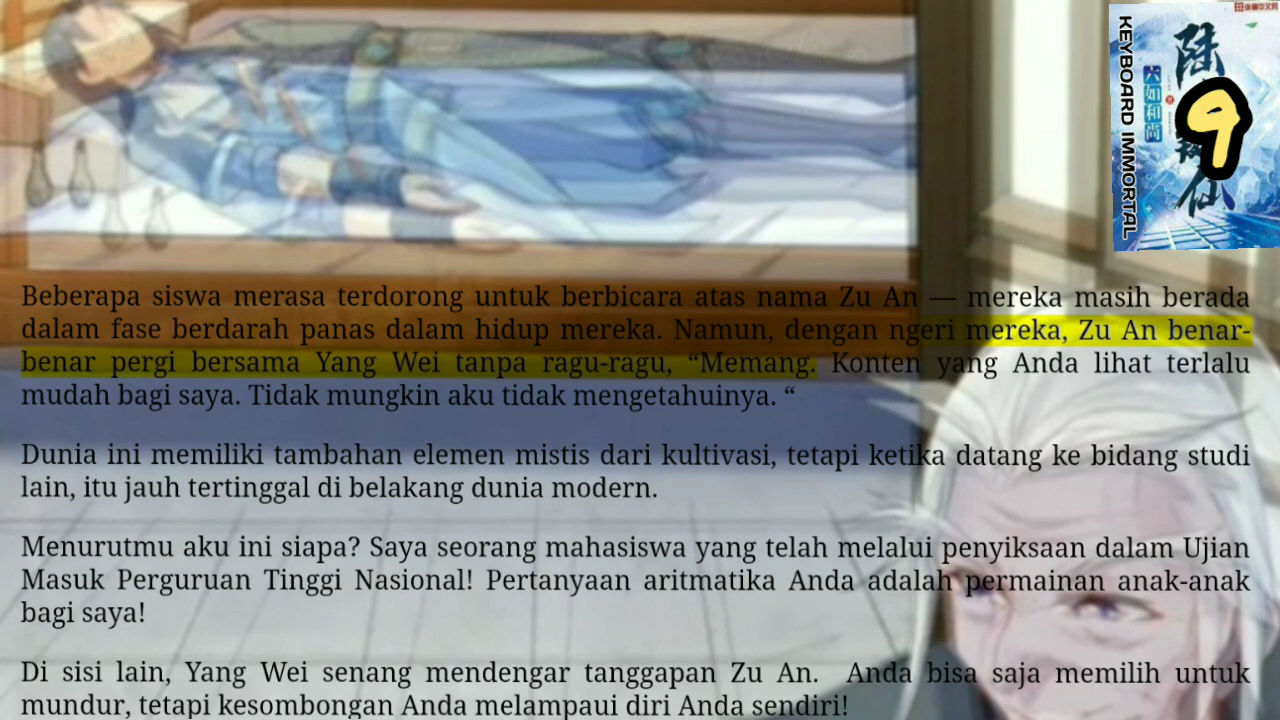 KEYBOARD IMMORTAL
陆
仙
六如和尚
9
Beberapa siswa merasa terdorong untuk berbicara atas nama Zu An — mereka masih berada
dalam fase berdarah panas dalam hidup mereka. Namun, dengan ngeri mereka, Zu An benar-
benar pergi bersama Yang Wei tanpa ragu-ragu, “Memang. Konten yang Anda lihat terlalu
mudah bagi saya. Tidak mungkin aku tidak mengetahuinya. “
Dunia ini memiliki tambahan elemen mistis dari kultivasi, tetapi ketika datang ke bidang studi
lain, itu jauh tertinggal di belakang dunia modern.
Menurutmu aku ini siapa? Saya seorang mahasiswa yang telah melalui penyiksaan dalam Ujian
Masuk Perguruan Tinggi Nasional! Pertanyaan aritmatika Anda adalah permainan anak-anak
bagi saya!
Di sisi lain, Yang Wei senang mendengar tanggapan Zu An. Anda bisa saja memilih untuk
mundur, tetapi kesombongan Anda melampaui diri Anda sendiri!